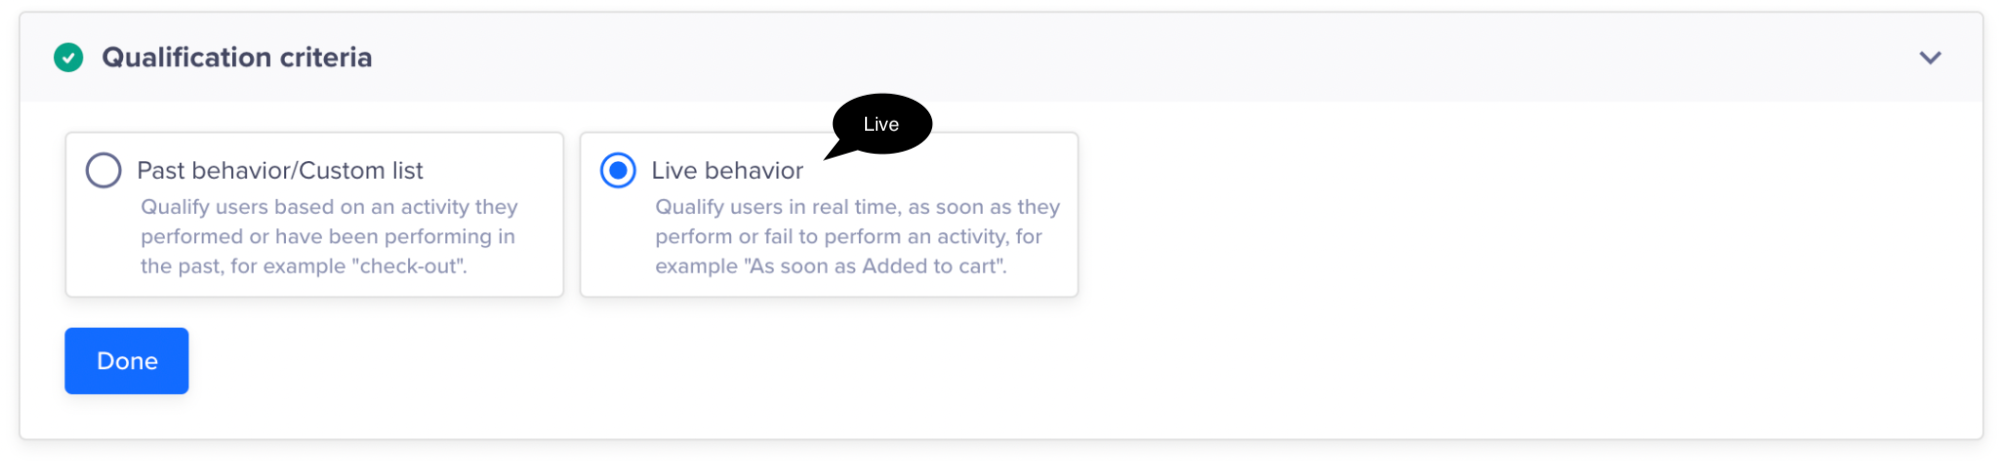 Qualification criteria
Live
Past behavior/Custom list
Qualify users based on an activity they
performed or have been performing in
the past, for example "check-out".
Live behavior
Qualify users in real time, as soon as they
perform or fail to perform an activity, for
example "As soon as Added to cart".
Done